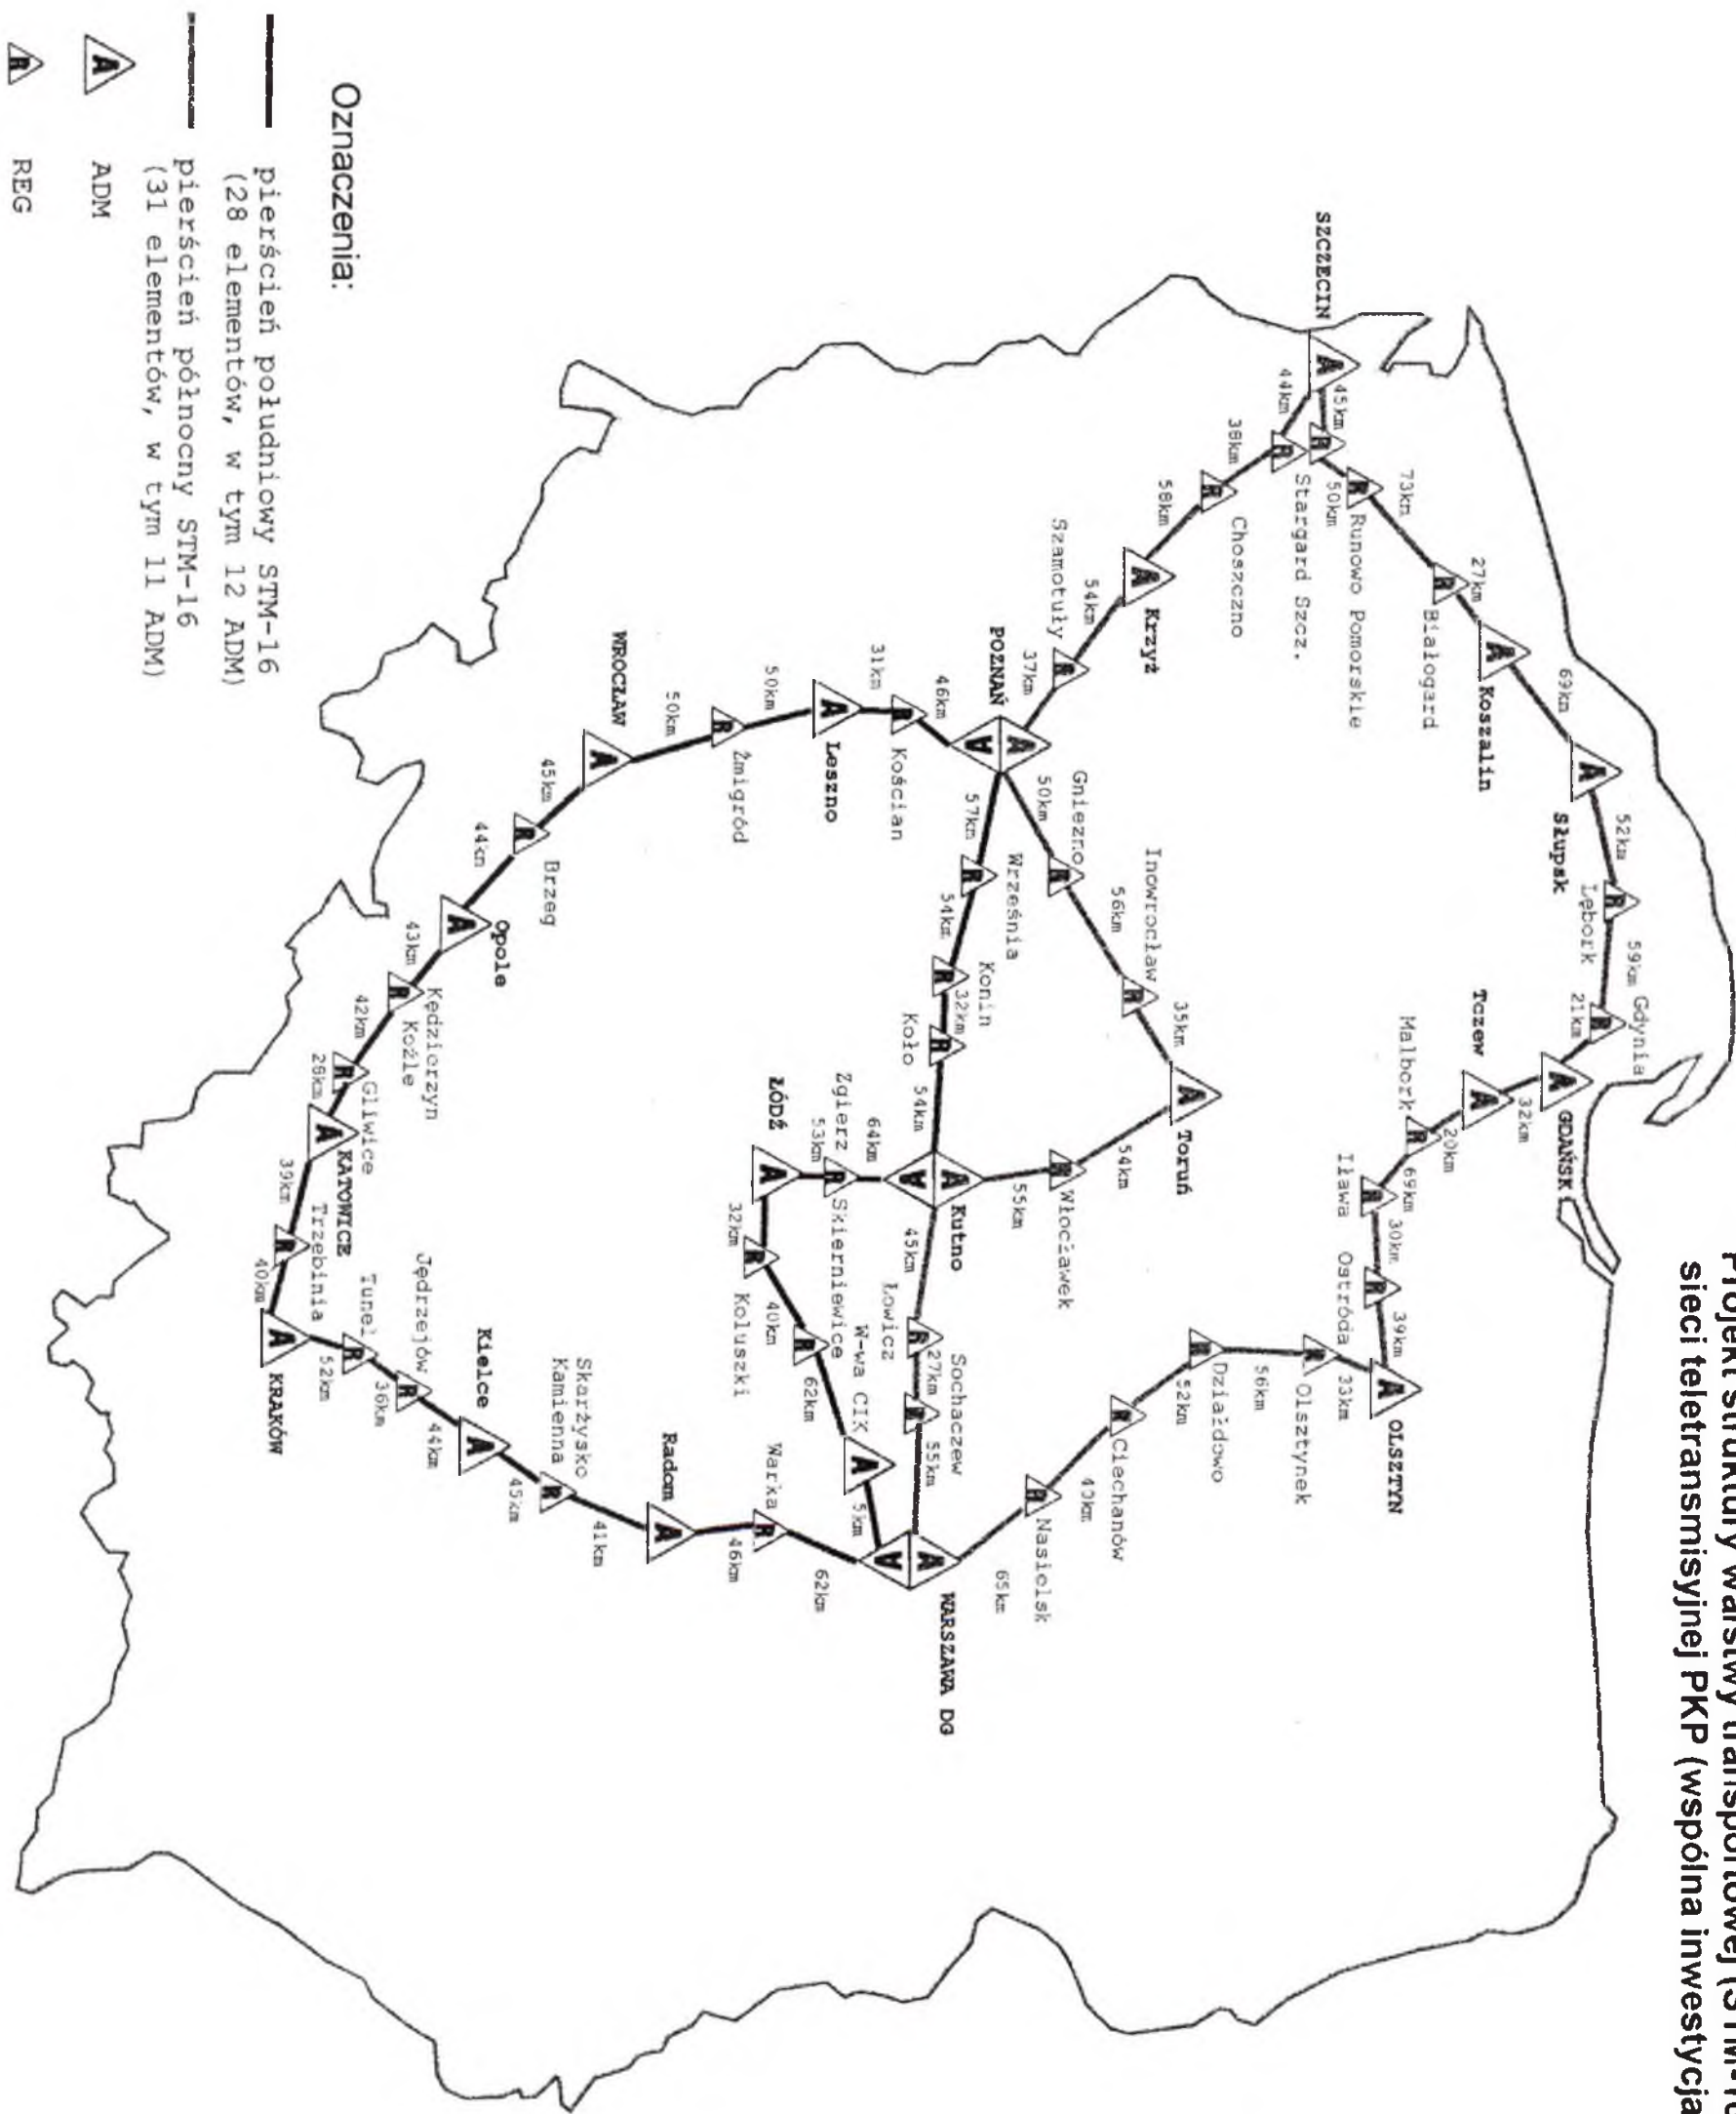 Projekt struktury warstwy transportowej (STM-16
sieci teletransmisyjnej PKP (wspólna inwestycja
SZCZECIN
45km
44km
Stargard Szcz.
50km
Runowo Pomorskie
73km
Białogard
27km
Koszalin
69km
Słupsk
52km
Lębork
59km
Gdynia
21km
GDAŃSK
32km
Tczew
20km
Malbork
69km
Iława
30km
Ostróda
39km
OLSZTYN
33km
Olsztynek
56km
Działdowo
52km
Ciechanów
40km
Nasielsk
65km
WARSZAWA DG
38km
Choszczno
58km
Krzyż
54km
Szamotuły
37km
POZNAŃ
50km
Gniezno
56km
Inowrocław
35km
Toruń
54km
Włocławek
55km
Kutno
57km
Września
54km
Konin
32km
Koło
54km
45km
Łowicz
27km
Sochaczew
55km
64km
Zgierz
53km
ŁÓDŹ
32km
Koluszki
40km
Skierniewice
62km
W-wa CIK
5km
46km
Kościan
31km
Leszno
50km
Żmigród
50km
WROCŁAW
45km
Brzeg
44km
Opole
43km
Kędzierzyn
Koźle
42km
Gliwice
28km
KATOWICE
39km
Trzebinia
40km
KRAKÓW
52km
Tunel
36km
Jędrzejów
44km
Kielce
45km
Skarżysko
Kamienna
41km
Radom
46km
Warka
62km
Oznaczenia:
pierścień południowy STM-16
(28 elementów, w tym 12 ADM)
pierścień północny STM-16
(31 elementów, w tym 11 ADM)
A ADM
R REG